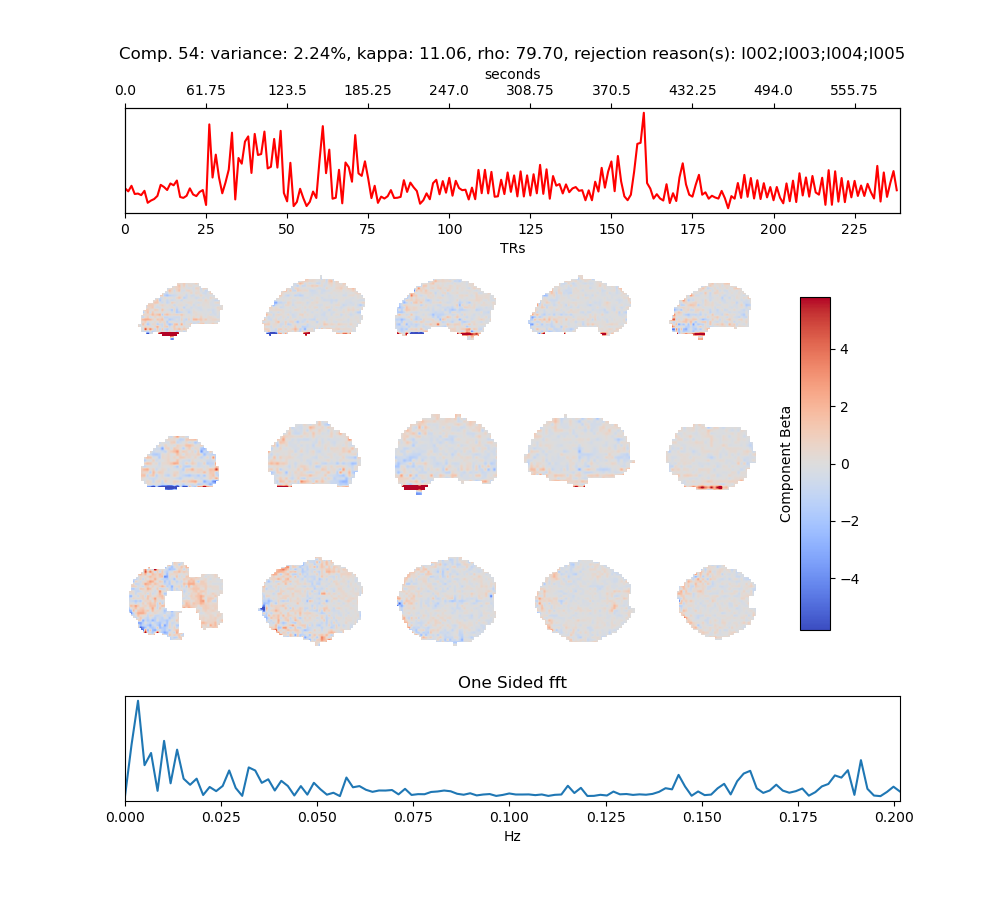 Comp. 54: variance: 2.24%, kappa: 11.06, rho: 79.70, rejection reason(s): I002;I003;I004;I005
seconds
0.0 61.75 123.5 185.25 247.0 308.75 370.5 432.25 494.0 555.75
0 25 50 75 100 125 150 175 200 225
TRs
4
2
0
−2
−4
Component Beta
One Sided fft
0.000 0.025 0.050 0.075 0.100 0.125 0.150 0.175 0.200
Hz